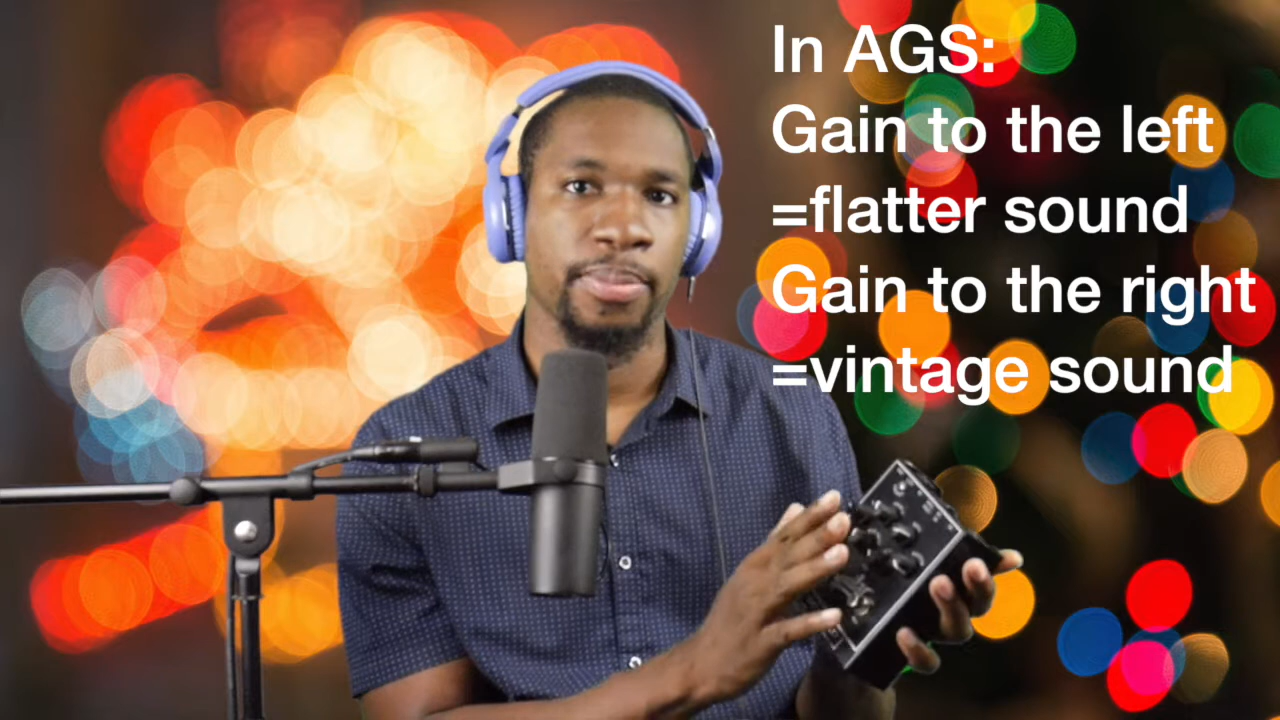 In AGS:
Gain to the left
=flatter sound
Gain to the right
=vintage sound